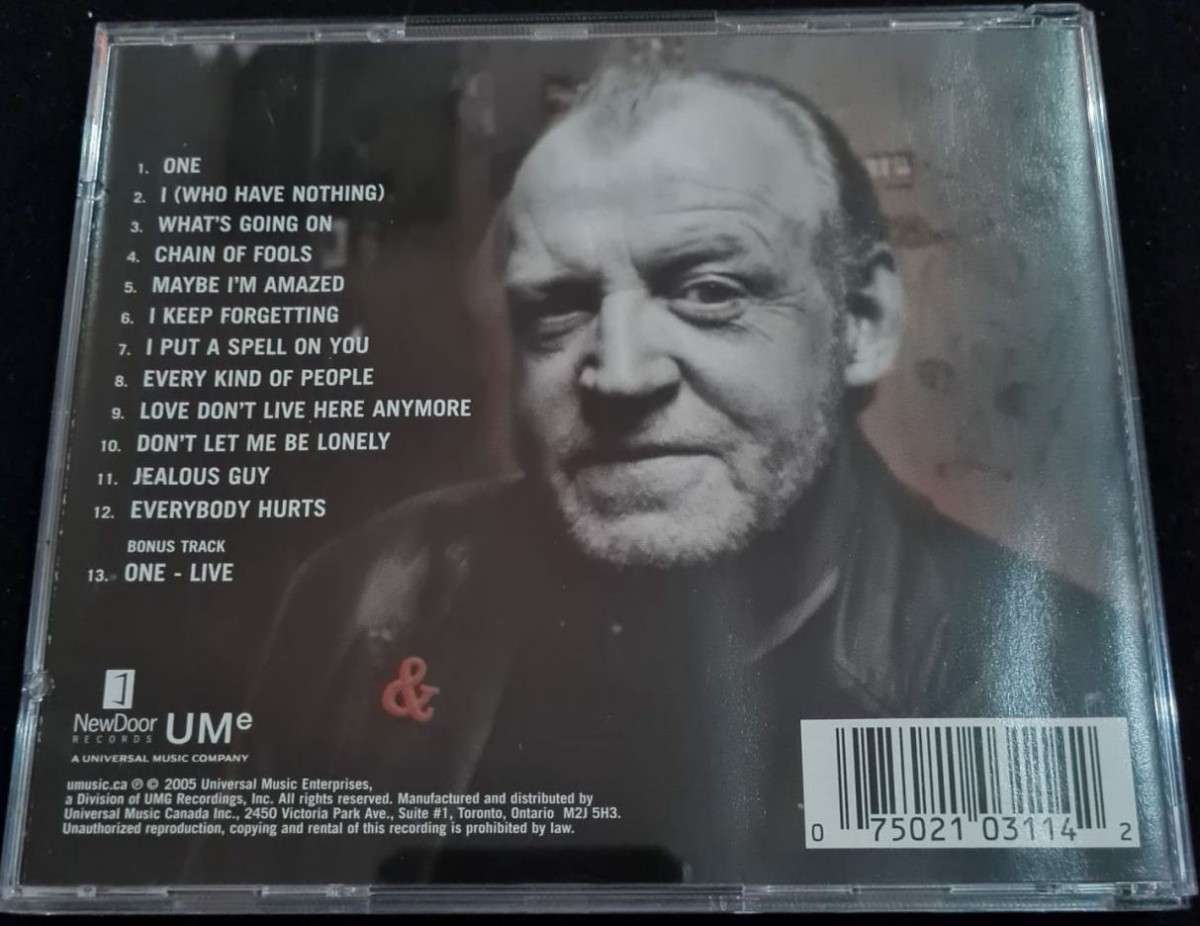 1. ONE
2. I (WHO HAVE NOTHING)
3. WHAT'S GOING ON
4. CHAIN OF FOOLS
5. MAYBE I'M AMAZED
6. I KEEP FORGETTING
7. I PUT A SPELL ON YOU
8. EVERY KIND OF PEOPLE
9. LOVE DON'T LIVE HERE ANYMORE
10. DON'T LET ME BE LONELY
11. JEALOUS GUY
12. EVERYBODY HURTS
BONUS TRACK
13. ONE - LIVE
&
NewDoor
RECORDS
UMe
A UNIVERSAL MUSIC COMPANY
umusic.ca ℗ © 2005 Universal Music Enterprises,
a Division of UMG Recordings, Inc. All rights reserved. Manufactured and distributed by
Universal Music Canada Inc., 2450 Victoria Park Ave., Suite #1, Toronto, Ontario M2J 5H3.
Unauthorized reproduction, copying and rental of this recording is prohibited by law.
0 75021 03114 2